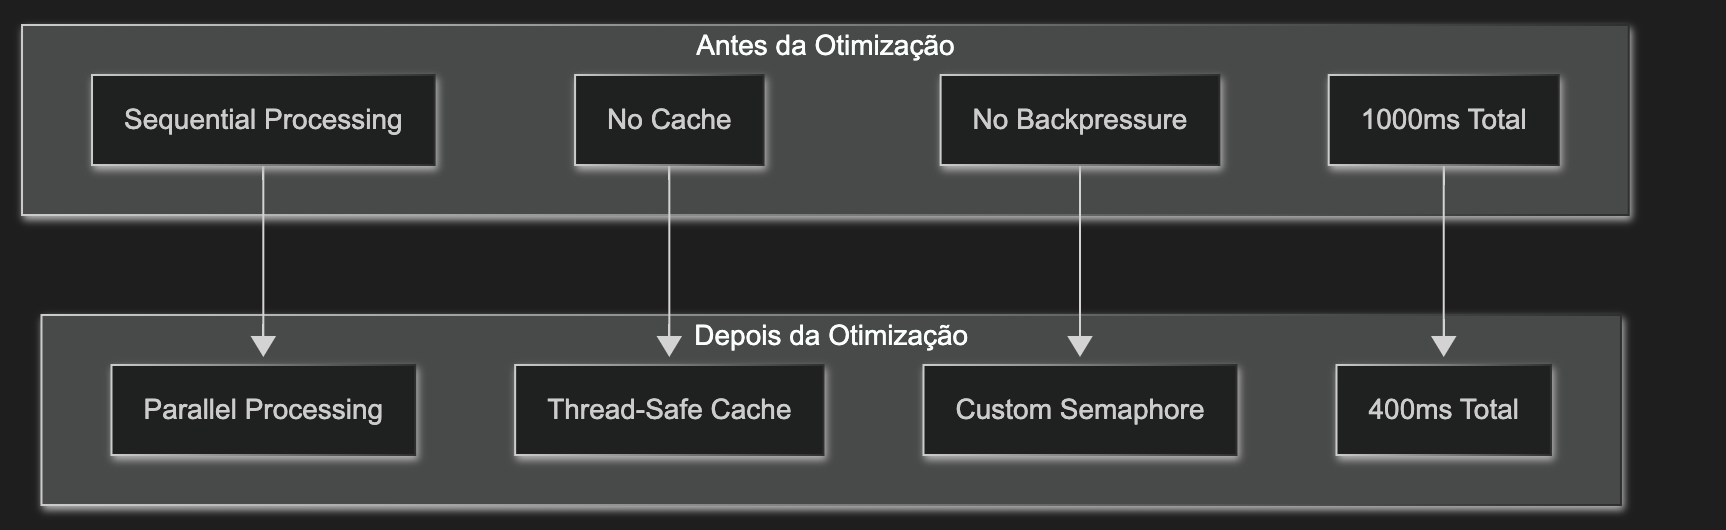 Antes da Otimização
Sequential Processing
No Cache
No Backpressure
1000ms Total
Depois da Otimização
Parallel Processing
Thread-Safe Cache
Custom Semaphore
400ms Total